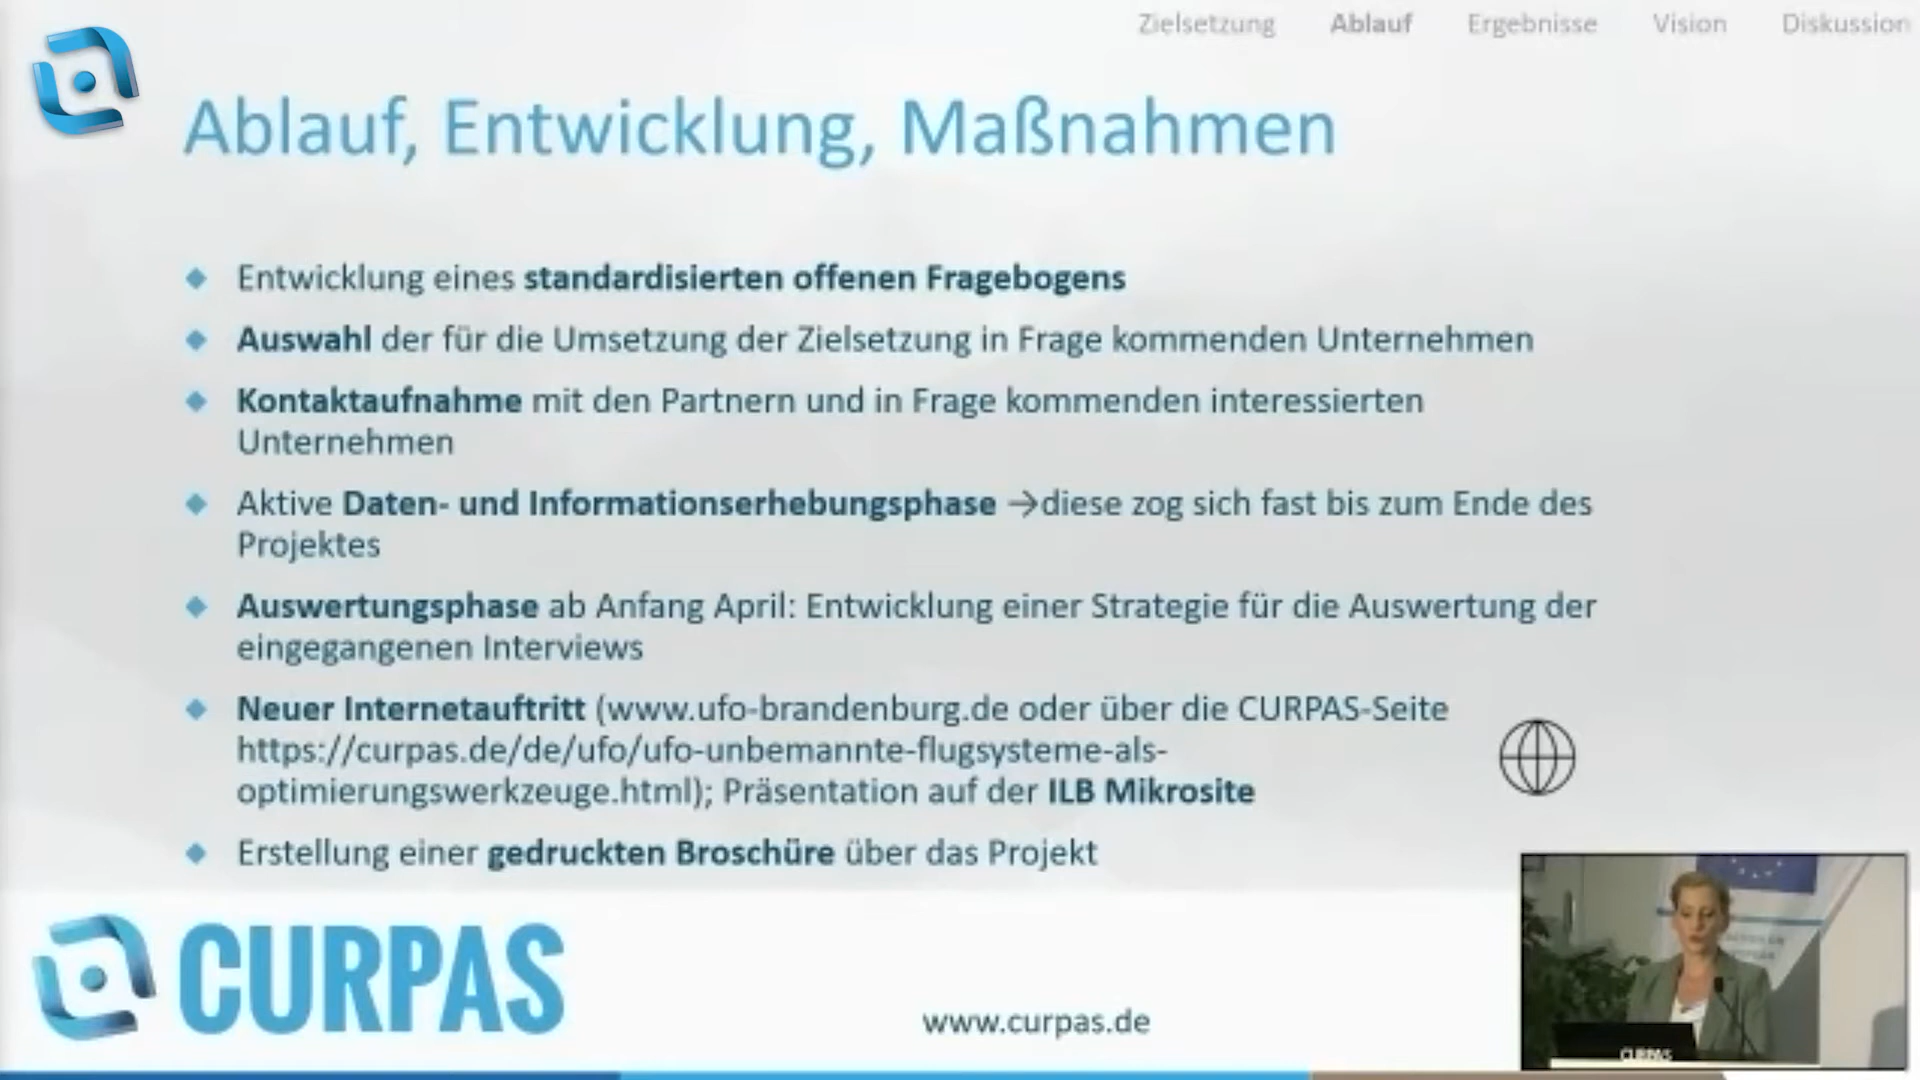 Zielsetzung Ablauf Ergebnisse Vision Diskussion
Ablauf, Entwicklung, Maßnahmen
Entwicklung eines standardisierten offenen Fragebogens
Auswahl der für die Umsetzung der Zielsetzung in Frage kommenden Unternehmen
Kontaktaufnahme mit den Partnern und in Frage kommenden interessierten
Unternehmen
Aktive Daten- und Informationserhebungsphase →diese zog sich fast bis zum Ende des
Projektes
Auswertungsphase ab Anfang April: Entwicklung einer Strategie für die Auswertung der
eingegangenen Interviews
Neuer Internetauftritt (www.ufo-brandenburg.de oder über die CURPAS-Seite
https://curpas.de/de/ufo/ufo-unbemannte-flugsysteme-als-
optimierungswerkzeuge.html); Präsentation auf der ILB Mikrosite
Erstellung einer gedruckten Broschüre über das Projekt
CURPAS
www.curpas.de
CURPAS